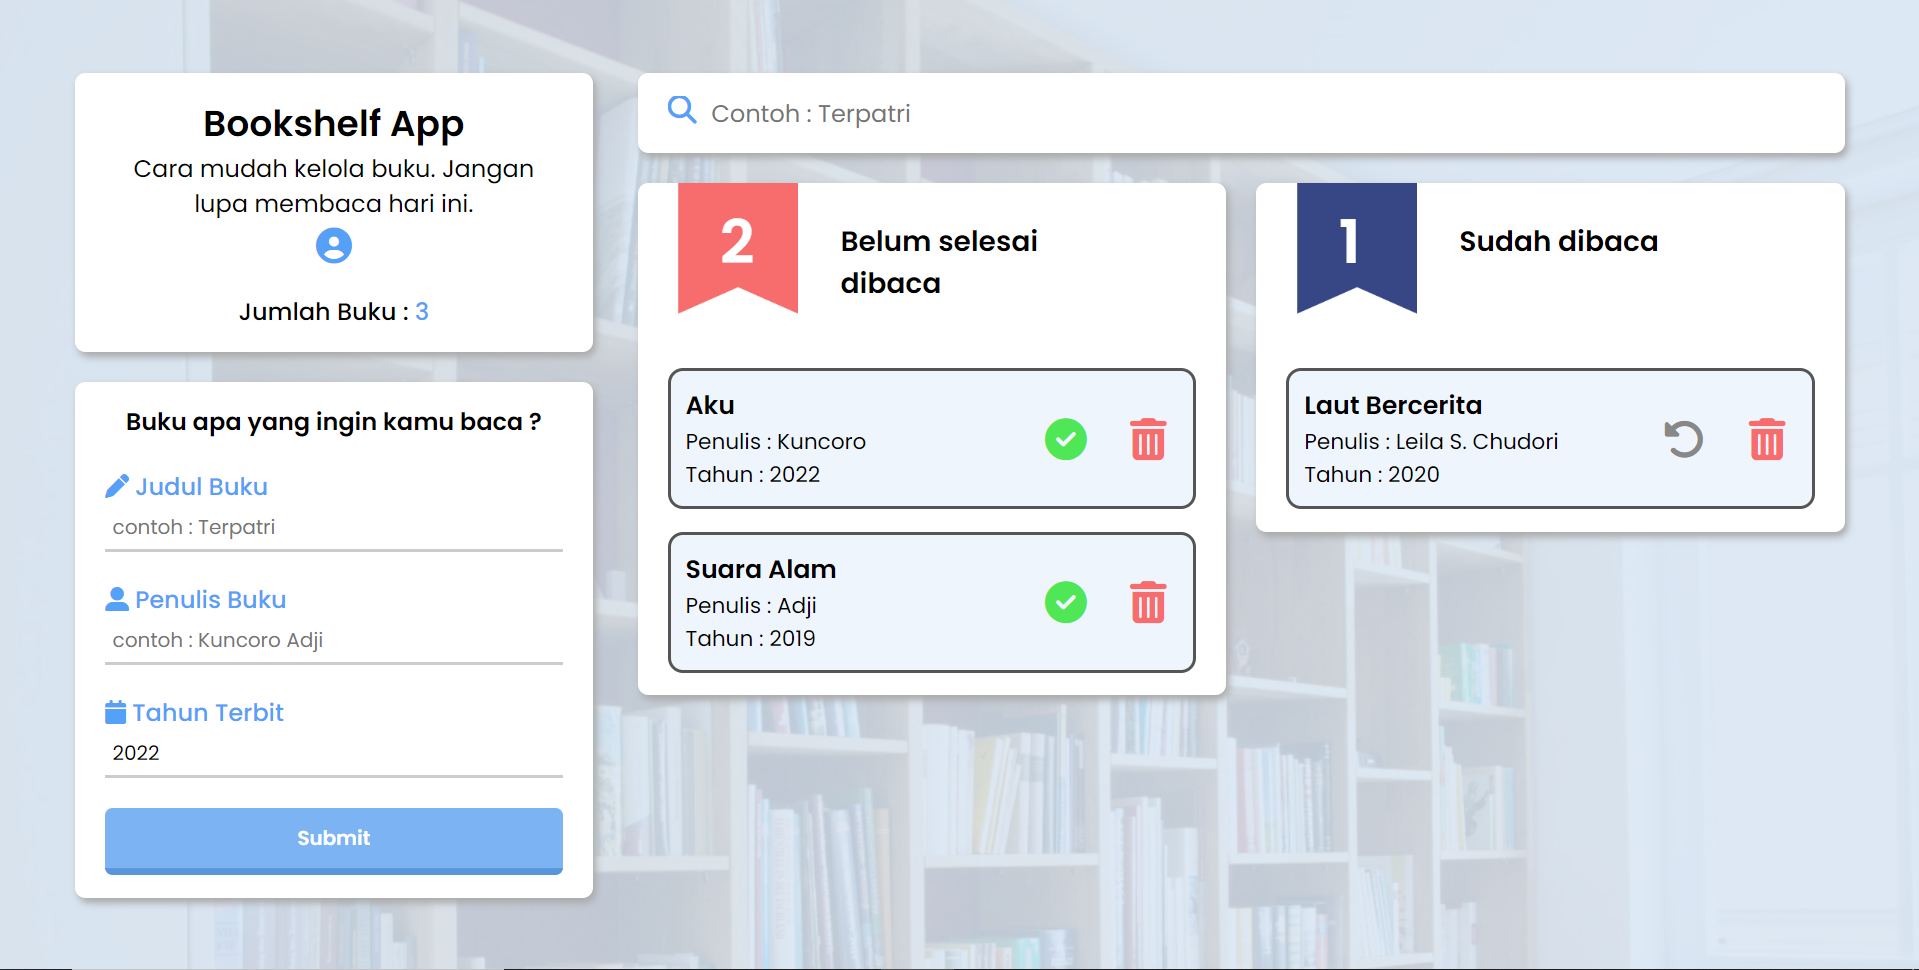 Bookshelf App
Cara mudah kelola buku. Jangan
lupa membaca hari ini.
Jumlah Buku : 3
Buku apa yang ingin kamu baca ?
Judul Buku
contoh : Terpatri
Penulis Buku
contoh : Kuncoro Adji
Tahun Terbit
2022
Submit
Contoh : Terpatri
2
Belum selesai
dibaca
Aku
Penulis : Kuncoro
Tahun : 2022
Suara Alam
Penulis : Adji
Tahun : 2019
1
Sudah dibaca
Laut Bercerita
Penulis : Leila S. Chudori
Tahun : 2020